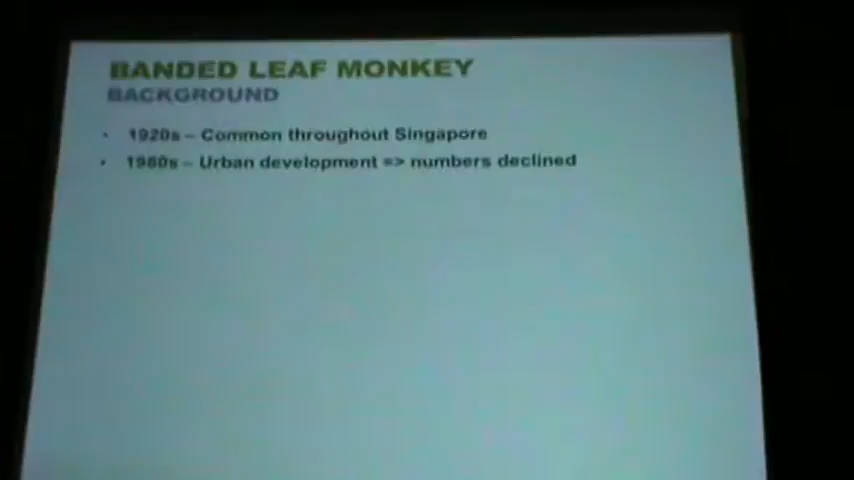 BANDED LEAF MONKEY
BACKGROUND
• 1920s – Common throughout Singapore
• 1980s – Urban development => numbers declined